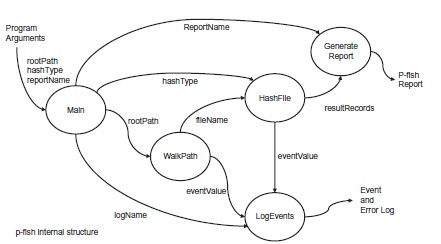 Program
Arguments
rootPath
hashType
reportName
ReportName
Generate
Report
P-fish
Report
hashType
Main
HashFile
resultRecords
rootPath
fileName
WalkPath
eventValue
eventValue
logName
LogEvents
Event
and
Error Log
p-fish Internal structure